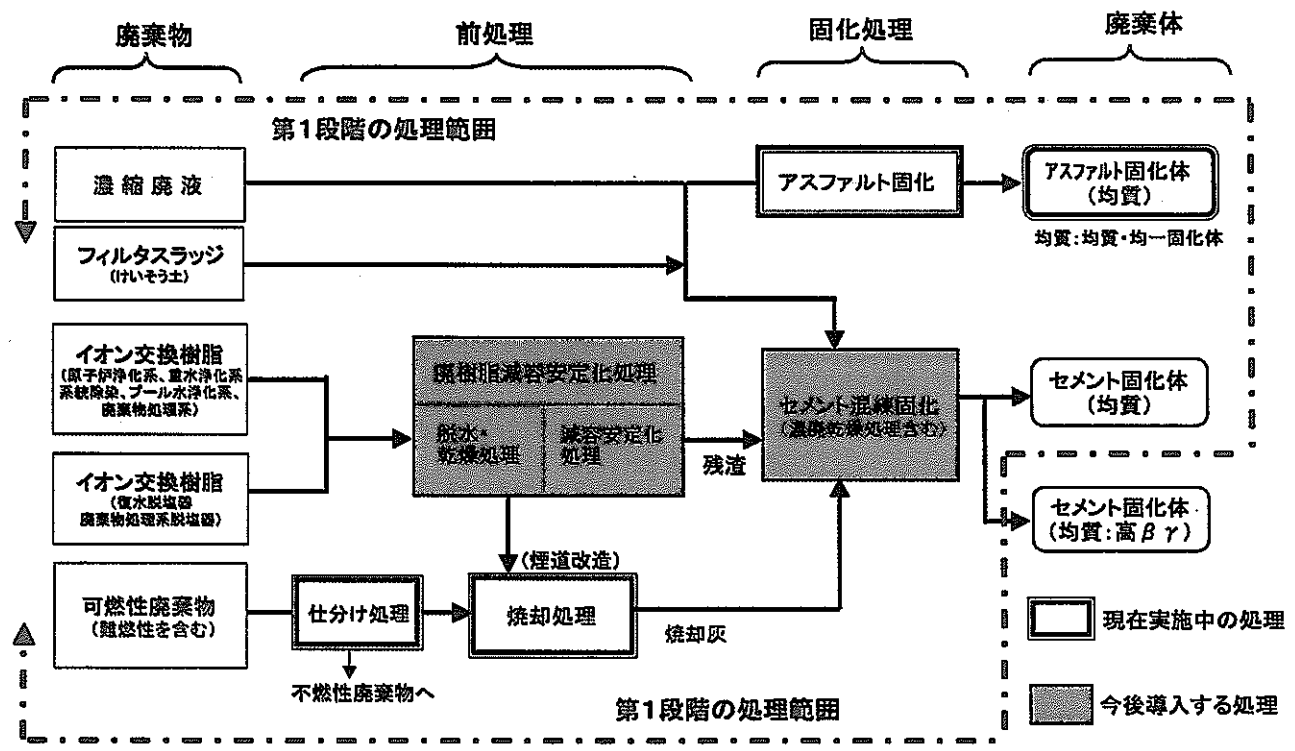 廃棄物
前処理
固化処理
廃棄体
第1段階の処理範囲
濃縮廃液
アスファルト固化
アスファルト固化体
(均質)
均質:均質・均一固化体
フィルタスラッジ
(けいそう土)
イオン交換樹脂
(原子炉浄化系、重水浄化系
系統除染、プール水浄化系、
廃棄物処理系)
廃樹脂減容安定化処理
脱水・
乾燥処理
減容安定化
処理
残渣
セメント混練固化
(濃廃乾燥処理含む)
セメント固化体
(均質)
イオン交換樹脂
(復水脱塩器
廃棄物処理系脱塩器)
セメント固化体
(均質:高βγ)
(煙道改造)
可燃性廃棄物
(難燃性を含む)
仕分け処理
焼却処理
焼却灰
不燃性廃棄物へ
第1段階の処理範囲
現在実施中の処理
今後導入する処理